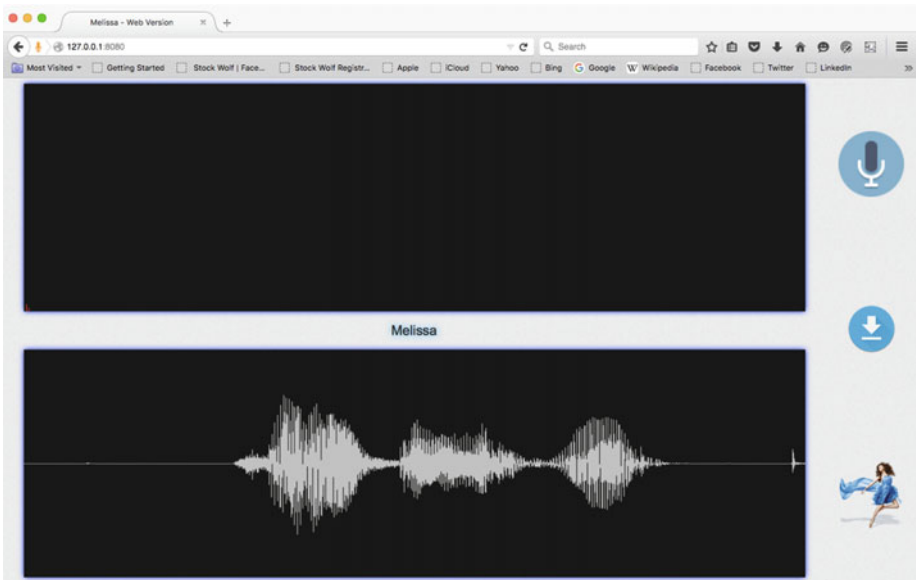 Melissa - Web Version
127.0.0.1:8080
Search
Most Visited Getting Started Stock Wolf | Face... Stock Wolf Registr... Apple iCloud Yahoo Bing Google Wikipedia Facebook Twitter LinkedIn
Melissa